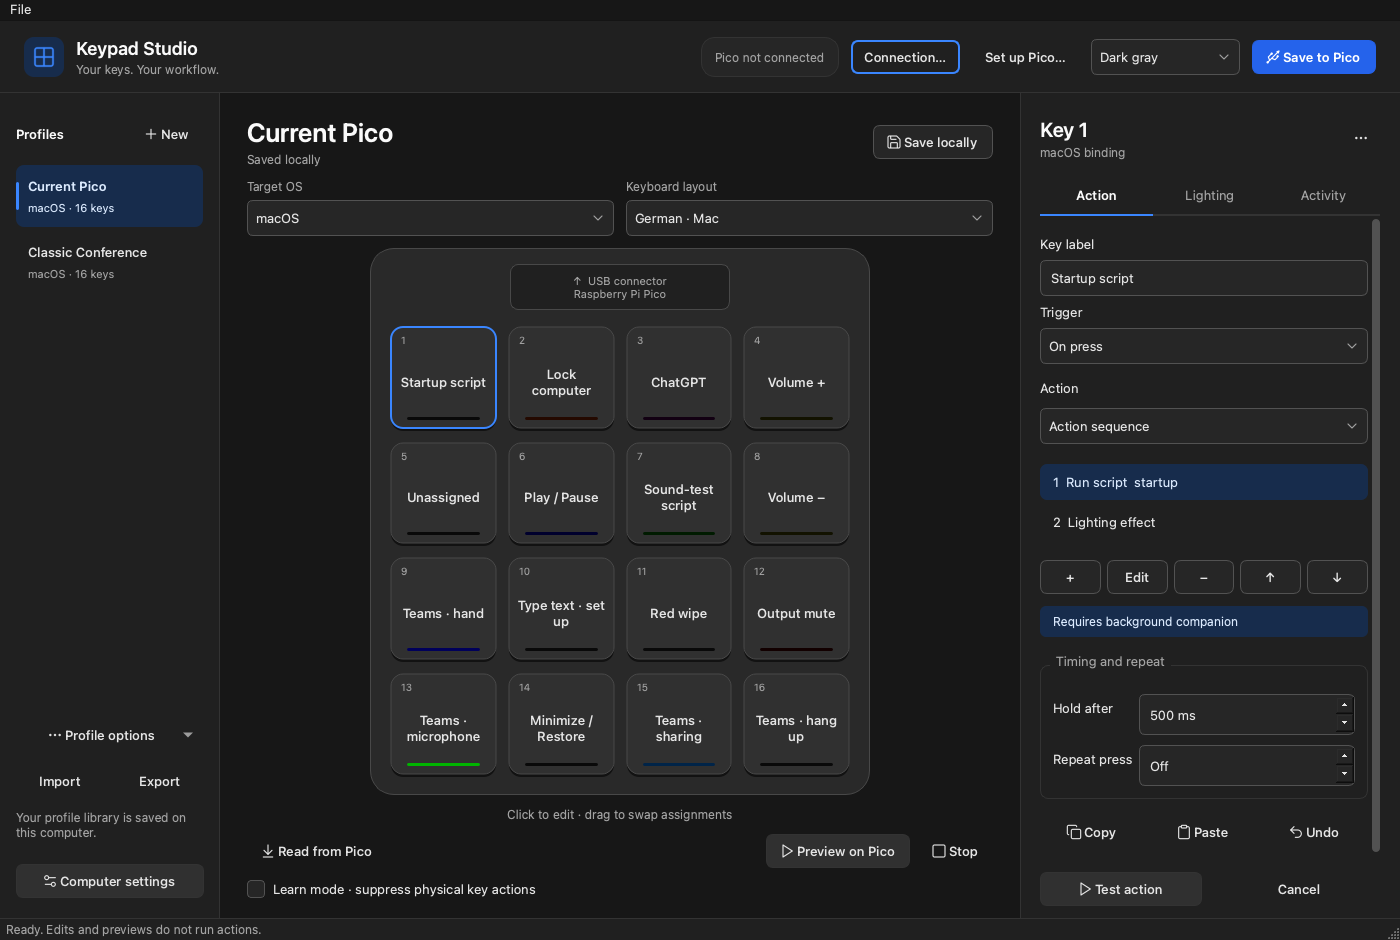 File
Keypad Studio
Your keys. Your workflow.
Pico not connected
Connection...
Set up Pico...
Dark gray
Save to Pico
Profiles
+ New
Current Pico
macOS · 16 keys
Classic Conference
macOS · 16 keys
··· Profile options
Import
Export
Your profile library is saved on
this computer.
Computer settings
Current Pico
Saved locally
Save locally
Target OS
Keyboard layout
macOS
German · Mac
↑ USB connector
Raspberry Pi Pico
1
Startup script
2
Lock
computer
3
ChatGPT
4
Volume +
5
Unassigned
6
Play / Pause
7
Sound-test
script
8
Volume −
9
Teams · hand
10
Type text · set
up
11
Red wipe
12
Output mute
13
Teams ·
microphone
14
Minimize /
Restore
15
Teams ·
sharing
16
Teams · hang
up
Click to edit · drag to swap assignments
Read from Pico
Preview on Pico
Stop
Learn mode · suppress physical key actions
Key 1
macOS binding
···
Action
Lighting
Activity
Key label
Startup script
Trigger
On press
Action
Action sequence
1 Run script startup
2 Lighting effect
+
Edit
−
↑
↓
Requires background companion
Timing and repeat
Hold after
500 ms
Repeat press
Off
Copy
Paste
Undo
Test action
Cancel
Ready. Edits and previews do not run actions.